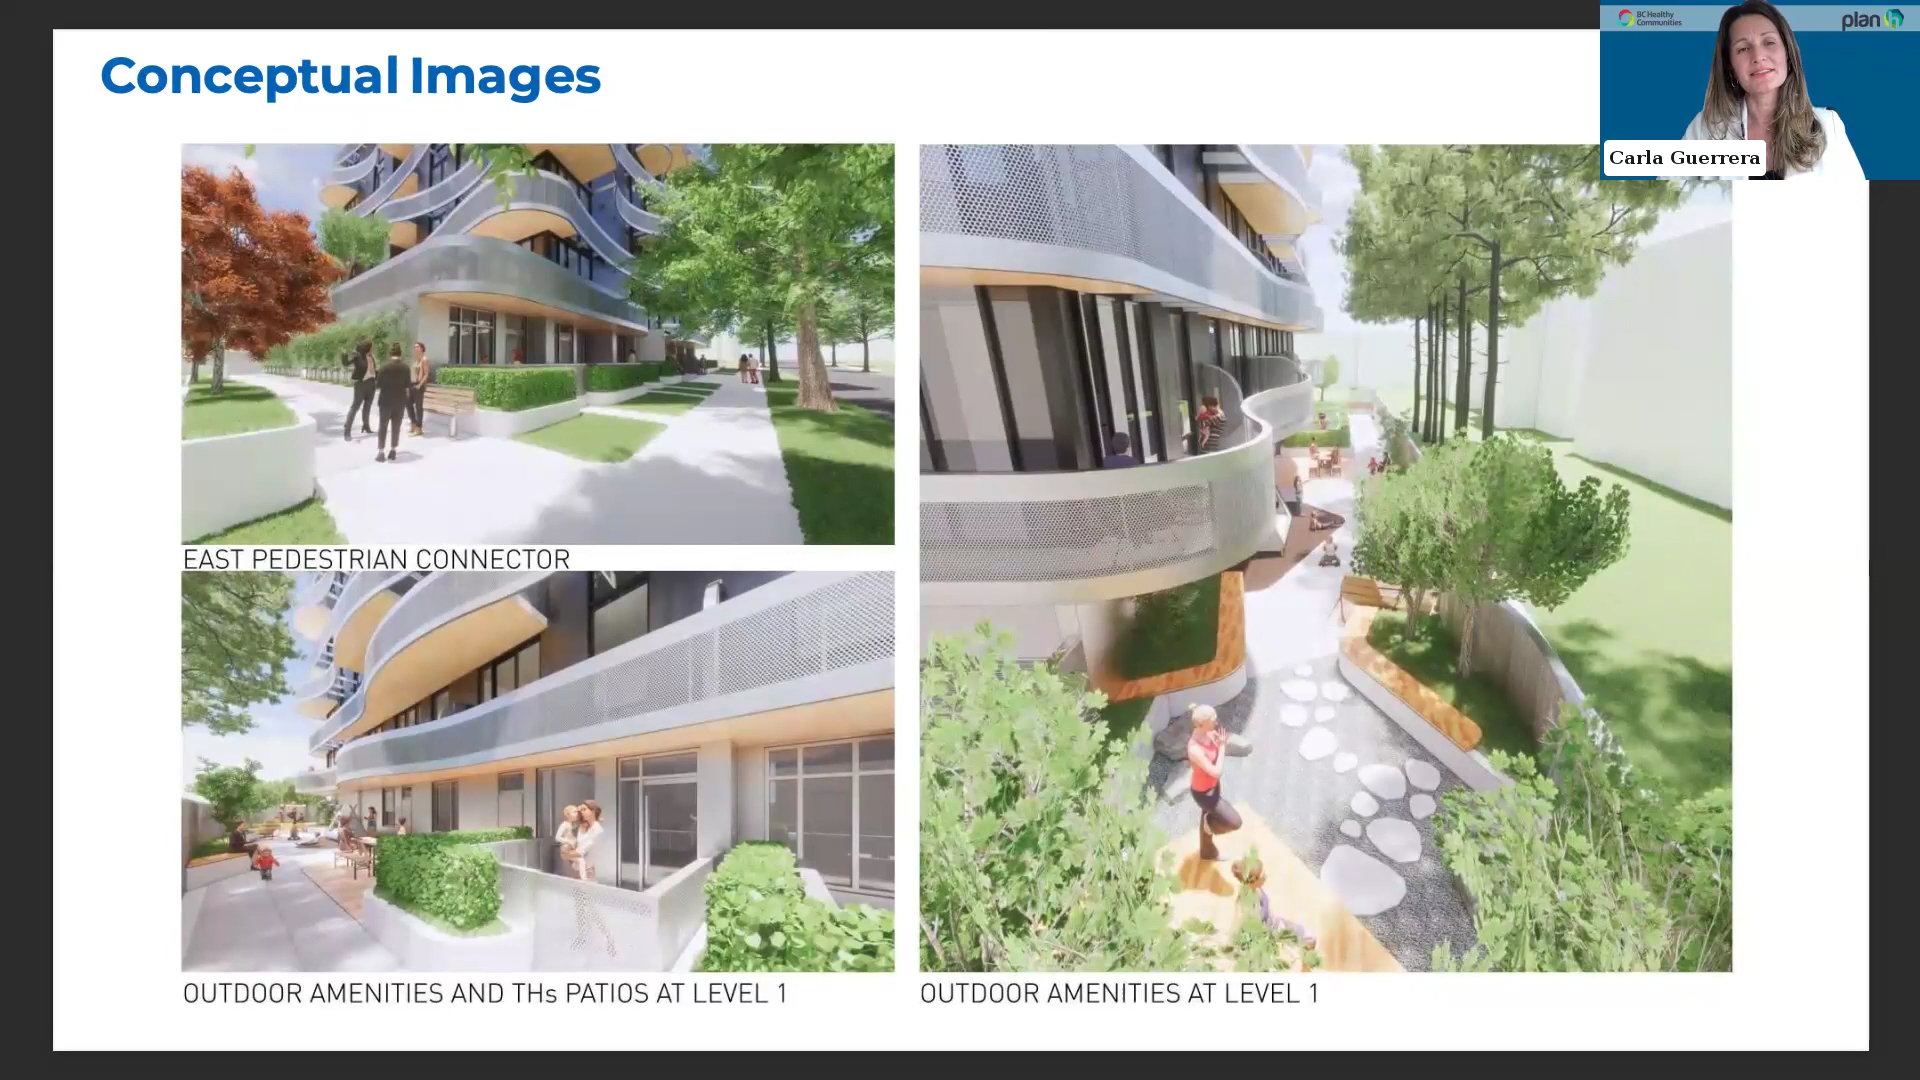 Conceptual Images
BC Healthy
Communities
plan h
Carla Guerrera
EAST PEDESTRIAN CONNECTOR
OUTDOOR AMENITIES AND THs PATIOS AT LEVEL 1
OUTDOOR AMENITIES AT LEVEL 1